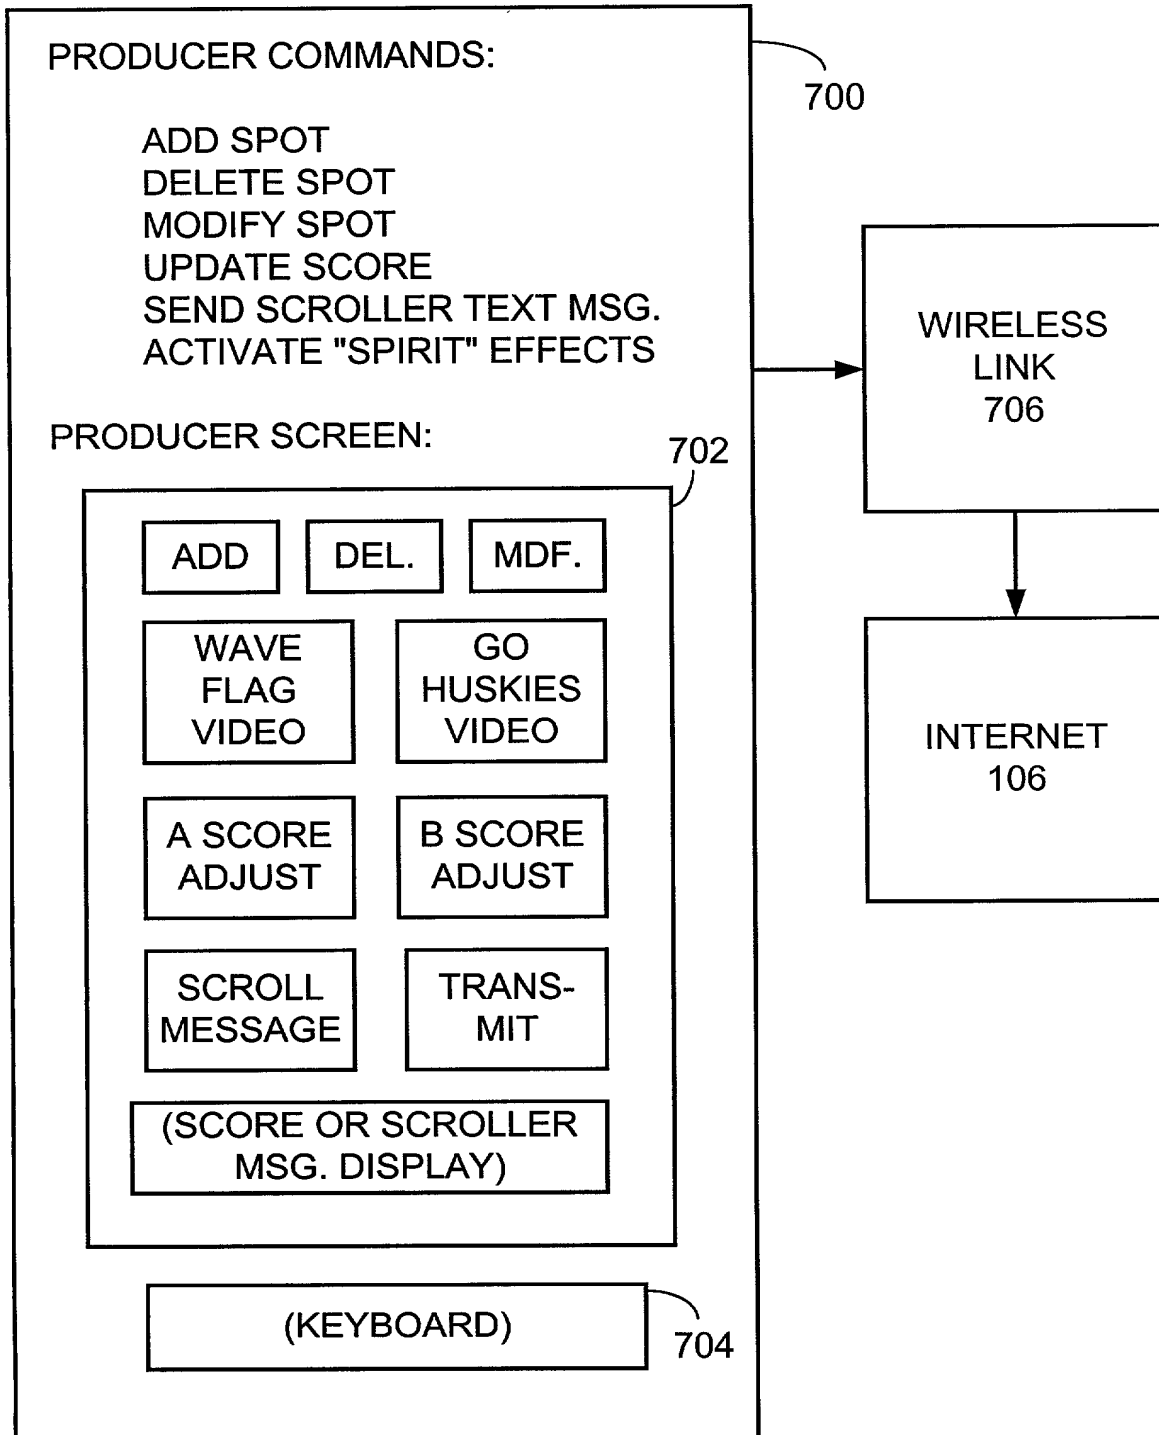 PRODUCER COMMANDS:
700
ADD SPOT
DELETE SPOT
MODIFY SPOT
UPDATE SCORE
SEND SCROLLER TEXT MSG.
ACTIVATE "SPIRIT" EFFECTS
PRODUCER SCREEN:
702
ADD
DEL.
MDF.
WAVE
FLAG
VIDEO
GO
HUSKIES
VIDEO
A SCORE
ADJUST
B SCORE
ADJUST
SCROLL
MESSAGE
TRANS-
MIT
(SCORE OR SCROLLER
MSG. DISPLAY)
(KEYBOARD)
704
WIRELESS
LINK
706
INTERNET
106